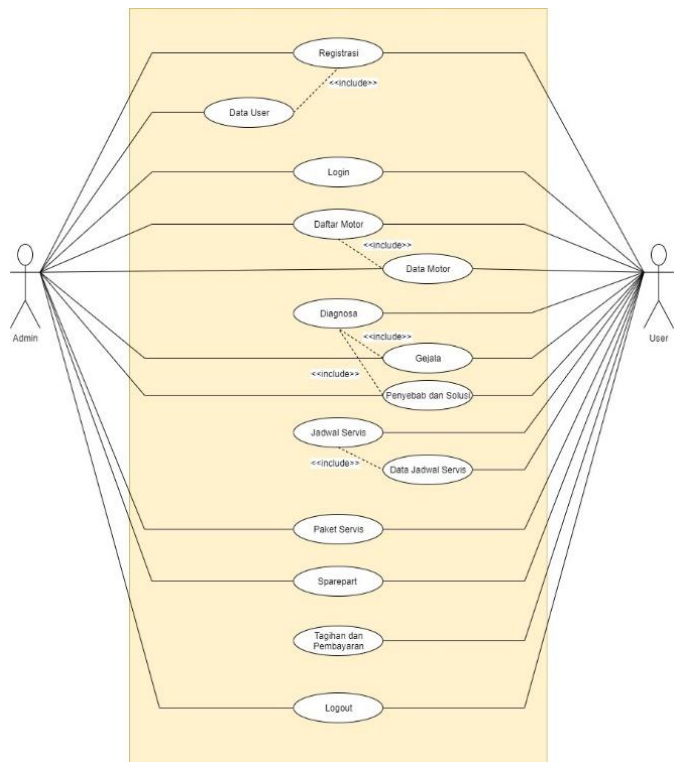 Registrasi
<<include>>
Data User
Login
Daftar Motor
<<include>>
Data Motor
Admin
User
Diagnosa
<<include>>
Gejala
<<include>>
Penyebab dan Solusi
Jadwal Servis
<<include>>
Data Jadwal Servis
Paket Servis
Sparepart
Tagihan dan
Pembayaran
Logout